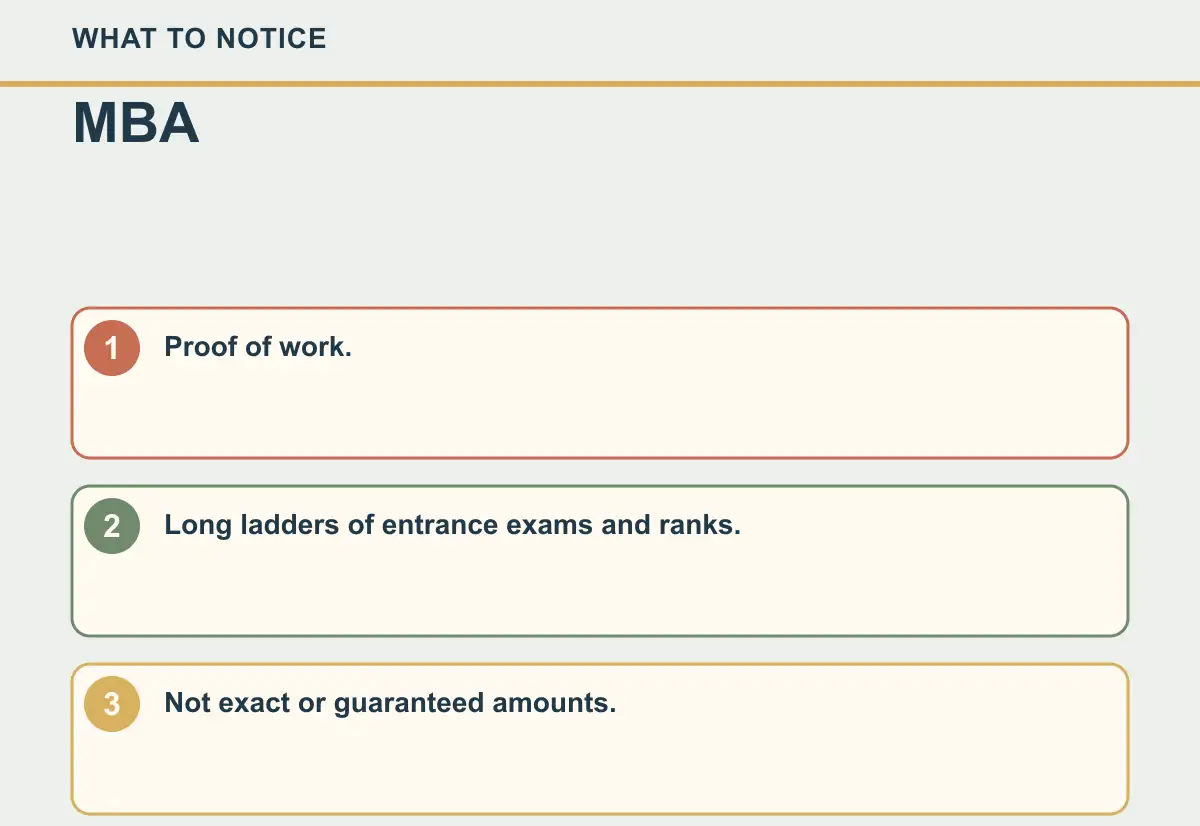 WHAT TO NOTICE
MBA
1 Proof of work.
2 Long ladders of entrance exams and ranks.
3 Not exact or guaranteed amounts.